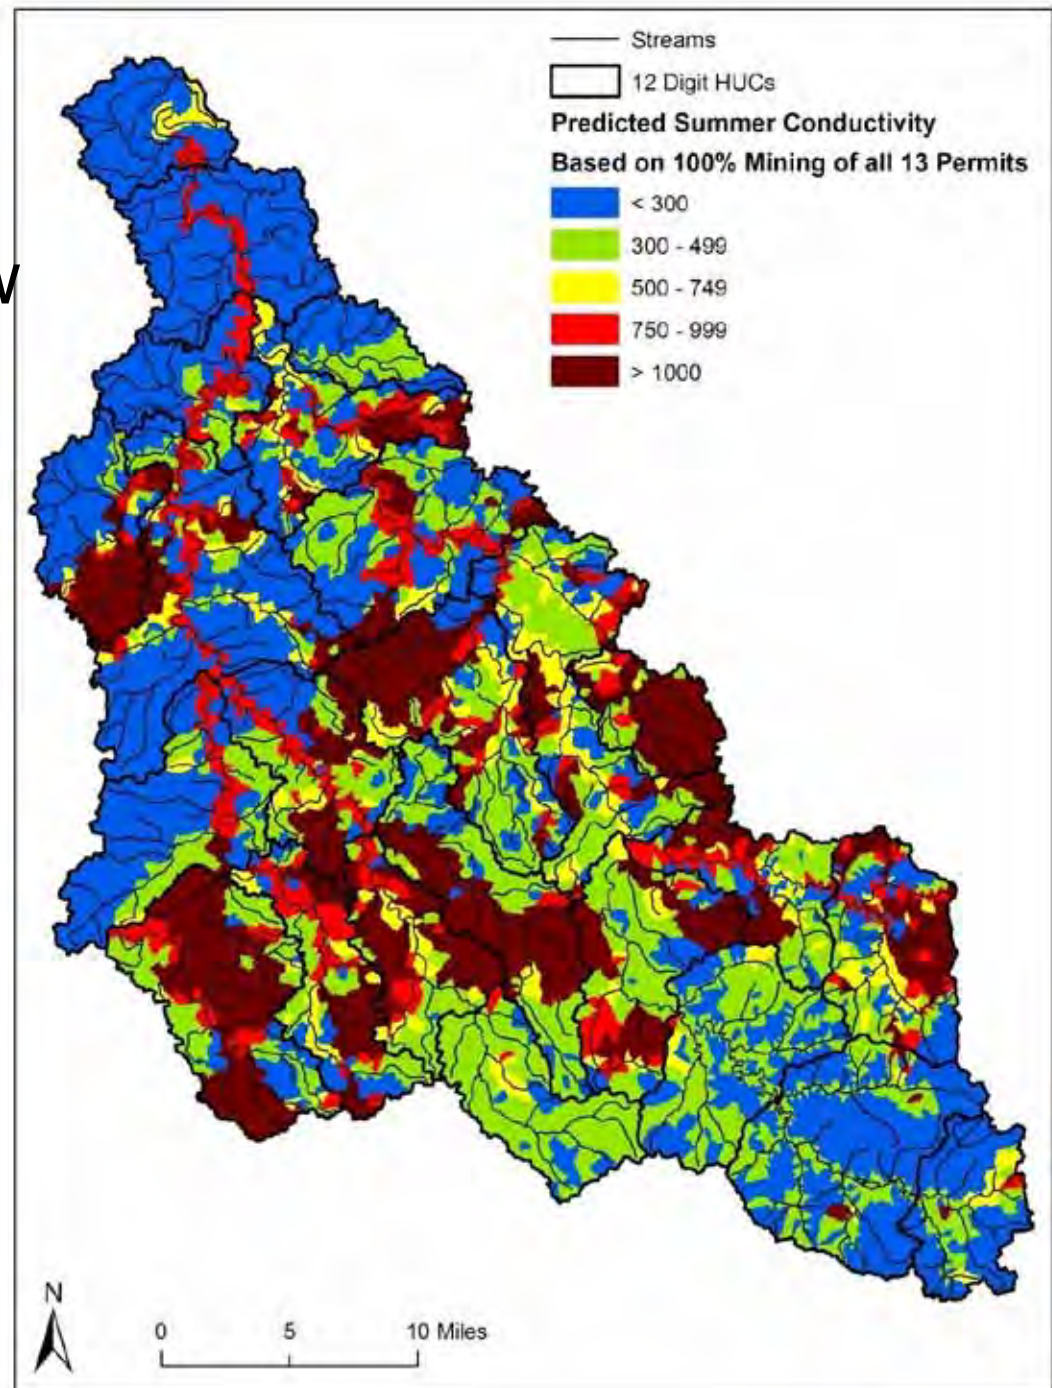 Streams
12 Digit HUCs
Predicted Summer Conductivity
Based on 100% Mining of all 13 Permits
< 300
300 - 499
w
500 - 749
750 - 999
> 1000
N
0 5 10 Miles